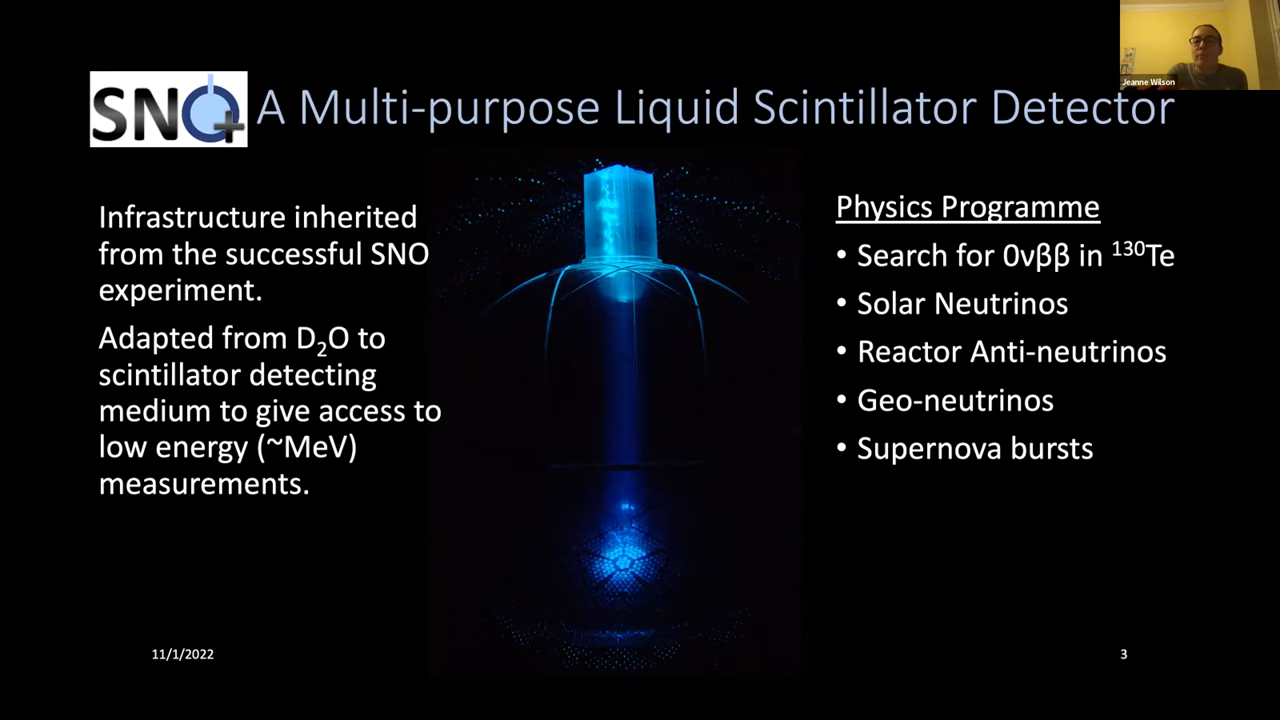 Jeanne Wilson
SNO+ A Multi-purpose Liquid Scintillator Detector
Infrastructure inherited
from the successful SNO
experiment.
Adapted from D₂O to
scintillator detecting
medium to give access to
low energy (~MeV)
measurements.
Physics Programme
• Search for 0νββ in ¹³⁰Te
• Solar Neutrinos
• Reactor Anti-neutrinos
• Geo-neutrinos
• Supernova bursts
11/1/2022
3